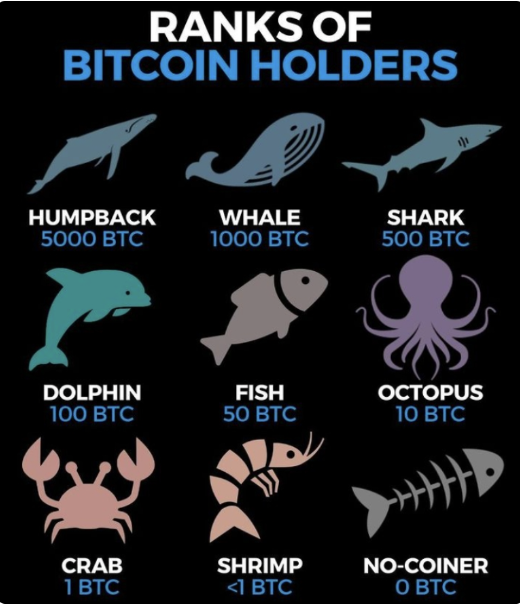 RANKS OF
BITCOIN HOLDERS
HUMPBACK
5000 BTC
WHALE
1000 BTC
SHARK
500 BTC
DOLPHIN
100 BTC
FISH
50 BTC
OCTOPUS
10 BTC
CRAB
1 BTC
SHRIMP
<1 BTC
NO-COINER
0 BTC